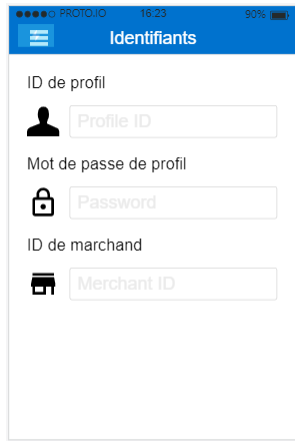 PROTO.IO 16:23 90%
Identifiants
ID de profil
Profile ID
Mot de passe de profil
Password
ID de marchand
Merchant ID